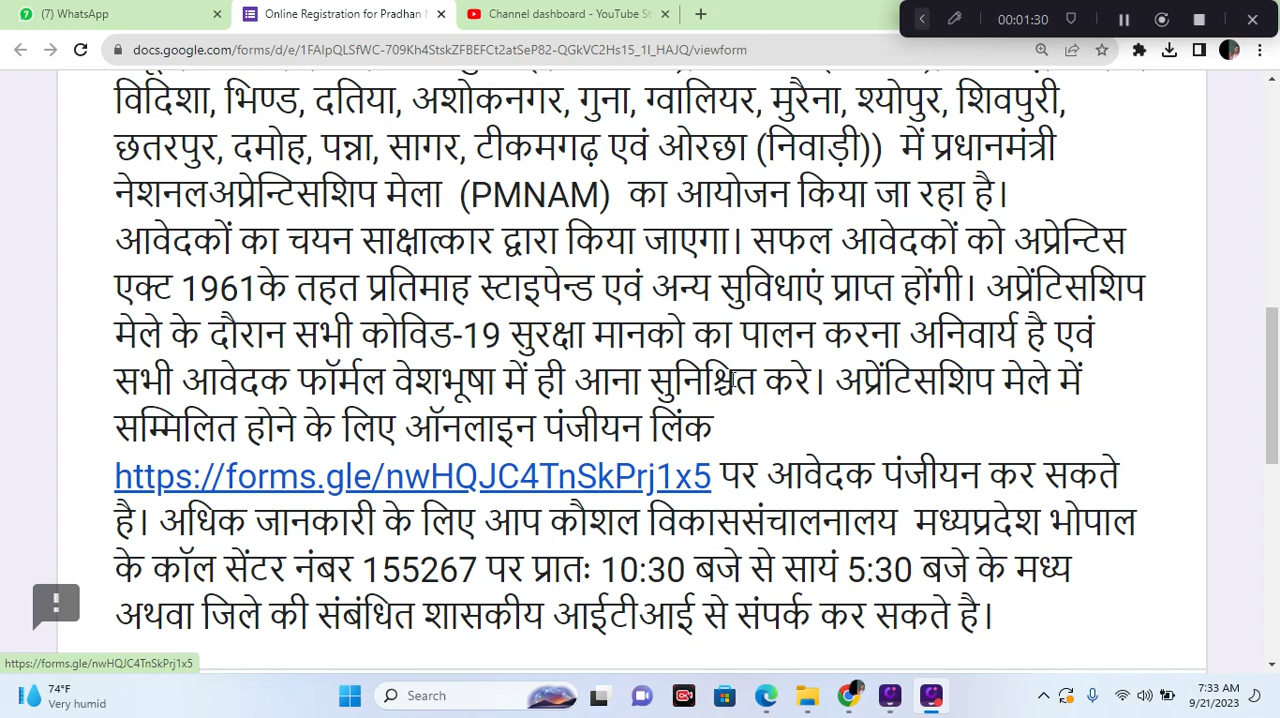 (7) WhatsApp
Online Registration for Pradhan M
Channel dashboard - YouTube St
00:01:30
docs.google.com/forms/d/e/1FAIpQLSfWC-709Kh4StskZFBEFCt2atSeP82-QGkVC2Hs15_1I_HAJQ/viewform
विदिशा, भिण्ड, दतिया, अशोकनगर, गुना, ग्वालियर, मुरैना, श्योपुर, शिवपुरी,
छतरपुर, दमोह, पन्ना, सागर, टीकमगढ़ एवं ओरछा (निवाड़ी)) में प्रधानमंत्री
नेशनलअप्रेन्टिसशिप मेला (PMNAM) का आयोजन किया जा रहा है।
आवेदकों का चयन साक्षात्कार द्वारा किया जाएगा। सफल आवेदकों को अप्रेन्टिस
एक्ट 1961के तहत प्रतिमाह स्टाइपेन्ड एवं अन्य सुविधाएं प्राप्त होंगी। अप्रेंटिसशिप
मेले के दौरान सभी कोविड-19 सुरक्षा मानको का पालन करना अनिवार्य है एवं
सभी आवेदक फॉर्मल वेशभूषा में ही आना सुनिश्चित करे। अप्रेंटिसशिप मेले में
सम्मिलित होने के लिए ऑनलाइन पंजीयन लिंक
https://forms.gle/nwHQJC4TnSkPrj1x5 पर आवेदक पंजीयन कर सकते
है। अधिक जानकारी के लिए आप कौशल विकाससंचालनालय मध्यप्रदेश भोपाल
के कॉल सेंटर नंबर 155267 पर प्रातः 10:30 बजे से सायं 5:30 बजे के मध्य
अथवा जिले की संबंधित शासकीय आईटीआई से संपर्क कर सकते है।
https://forms.gle/nwHQJC4TnSkPrj1x5
74°F
Very humid
Search
7:33 AM
9/21/2023